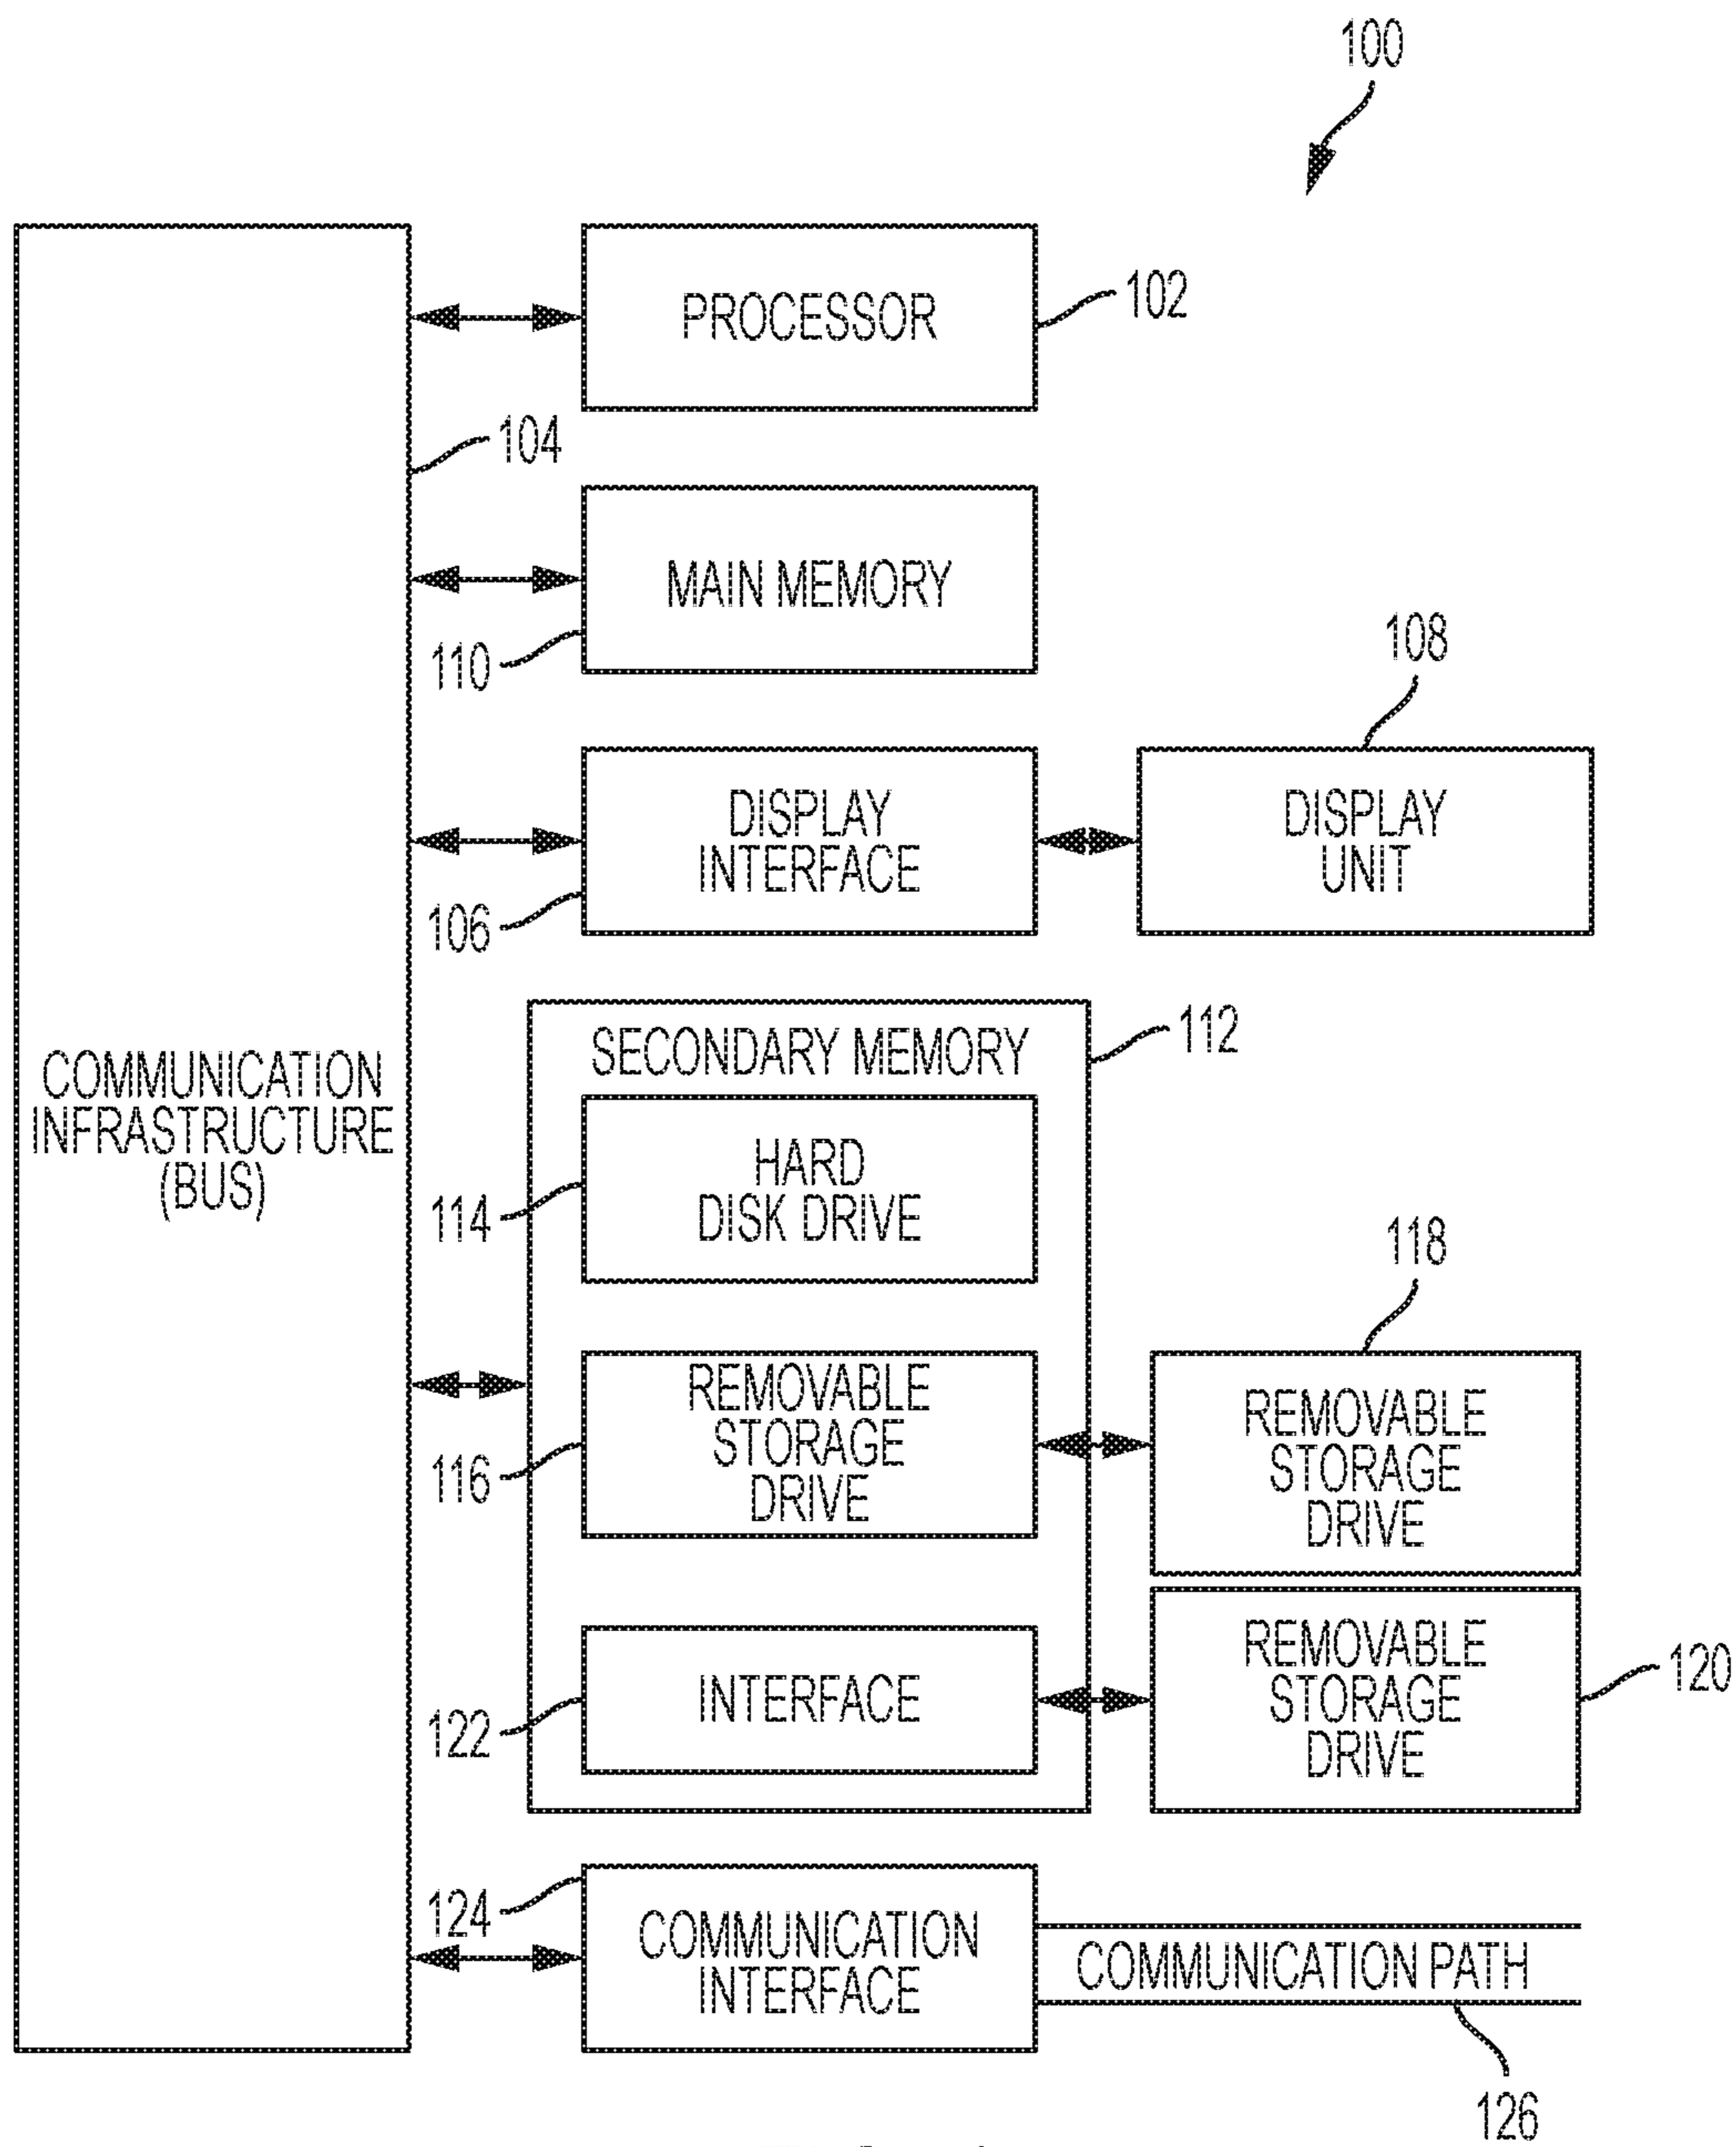 100
PROCESSOR
102
104
MAIN MEMORY
110
108
DISPLAY
INTERFACE
106
DISPLAY
UNIT
COMMUNICATION
INFRASTRUCTURE
(BUS)
SECONDARY MEMORY
112
HARD
DISK DRIVE
114
118
REMOVABLE
STORAGE
DRIVE
116
REMOVABLE
STORAGE
DRIVE
REMOVABLE
STORAGE
DRIVE
120
INTERFACE
122
124
COMMUNICATION
INTERFACE
COMMUNICATION PATH
126